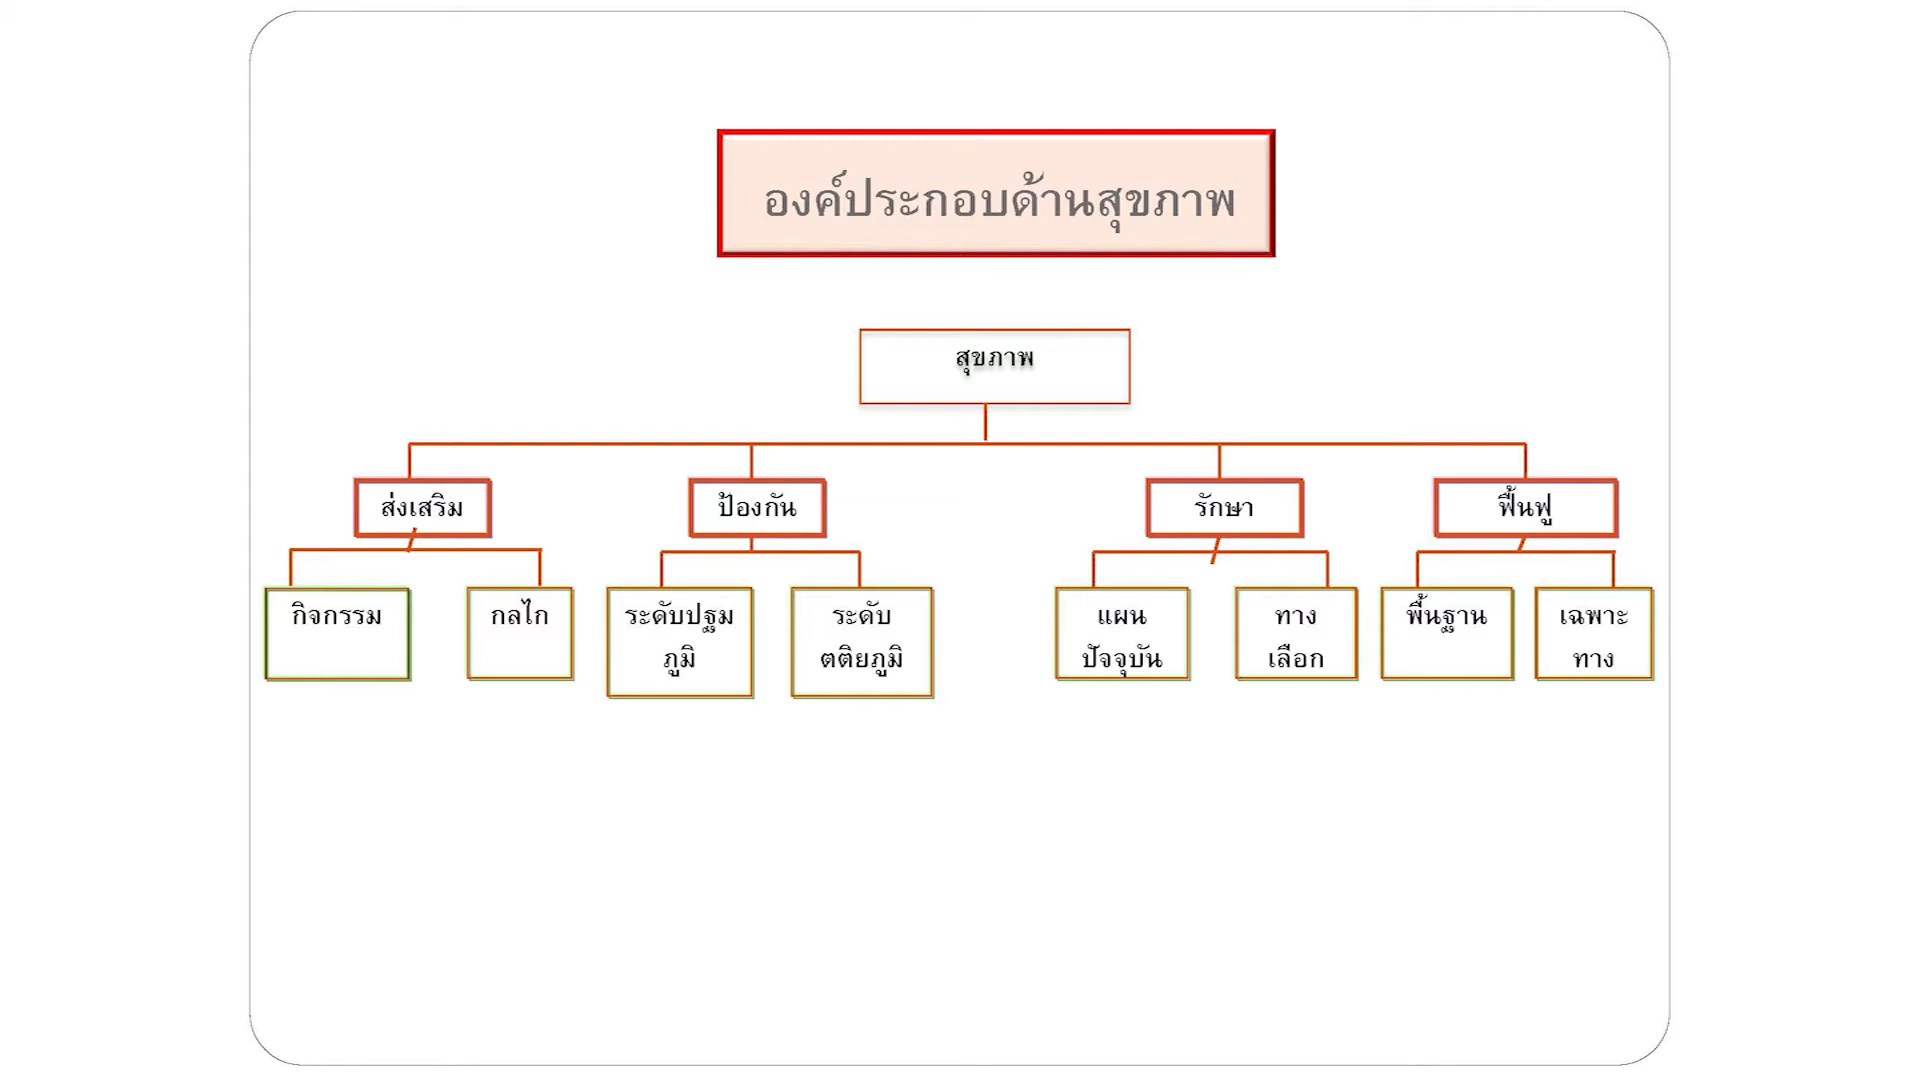 องค์ประกอบด้านสุขภาพ
สุขภาพ
ส่งเสริม
ป้องกัน
รักษา
ฟื้นฟู
กิจกรรม
กลไก
ระดับปฐม
ภูมิ
ระดับ
ตติยภูมิ
แผน
ปัจจุบัน
ทาง
เลือก
พื้นฐาน
เฉพาะ
ทาง